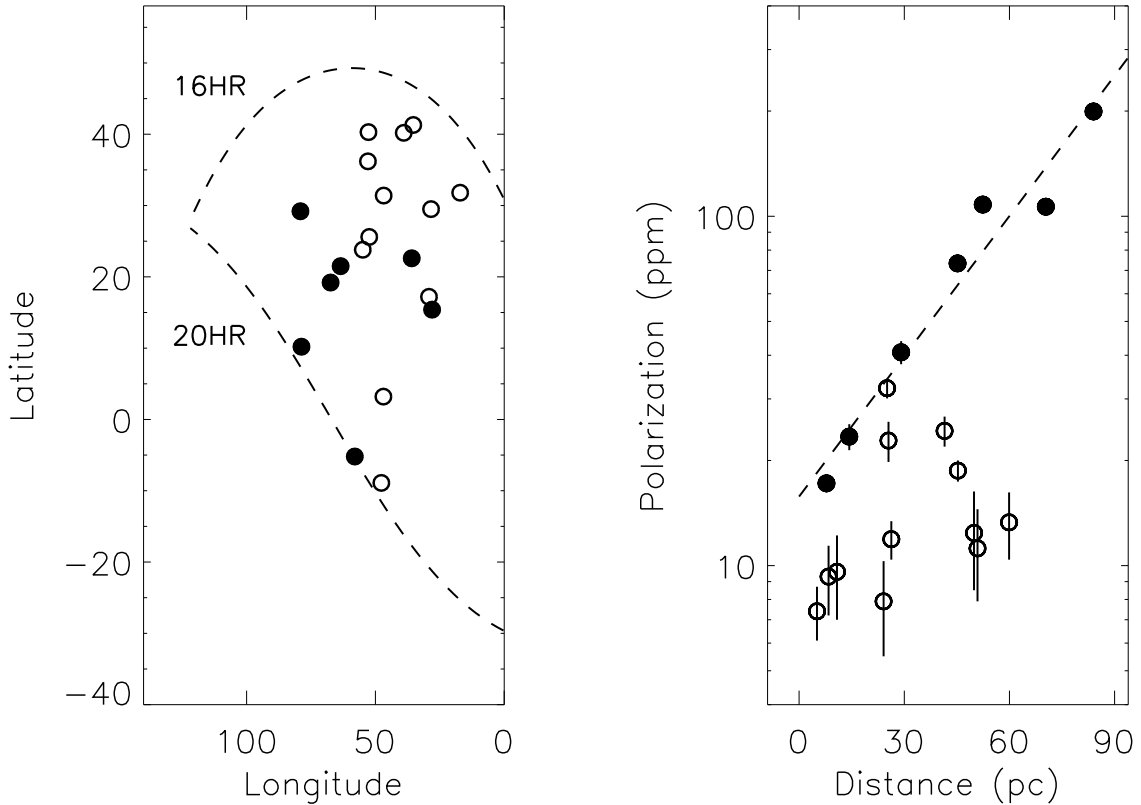 16HR
20HR
40
20
0
−20
−40
100 50 0
Longitude
Latitude
100
10
0 30 60 90
Distance (pc)
Polarization (ppm)